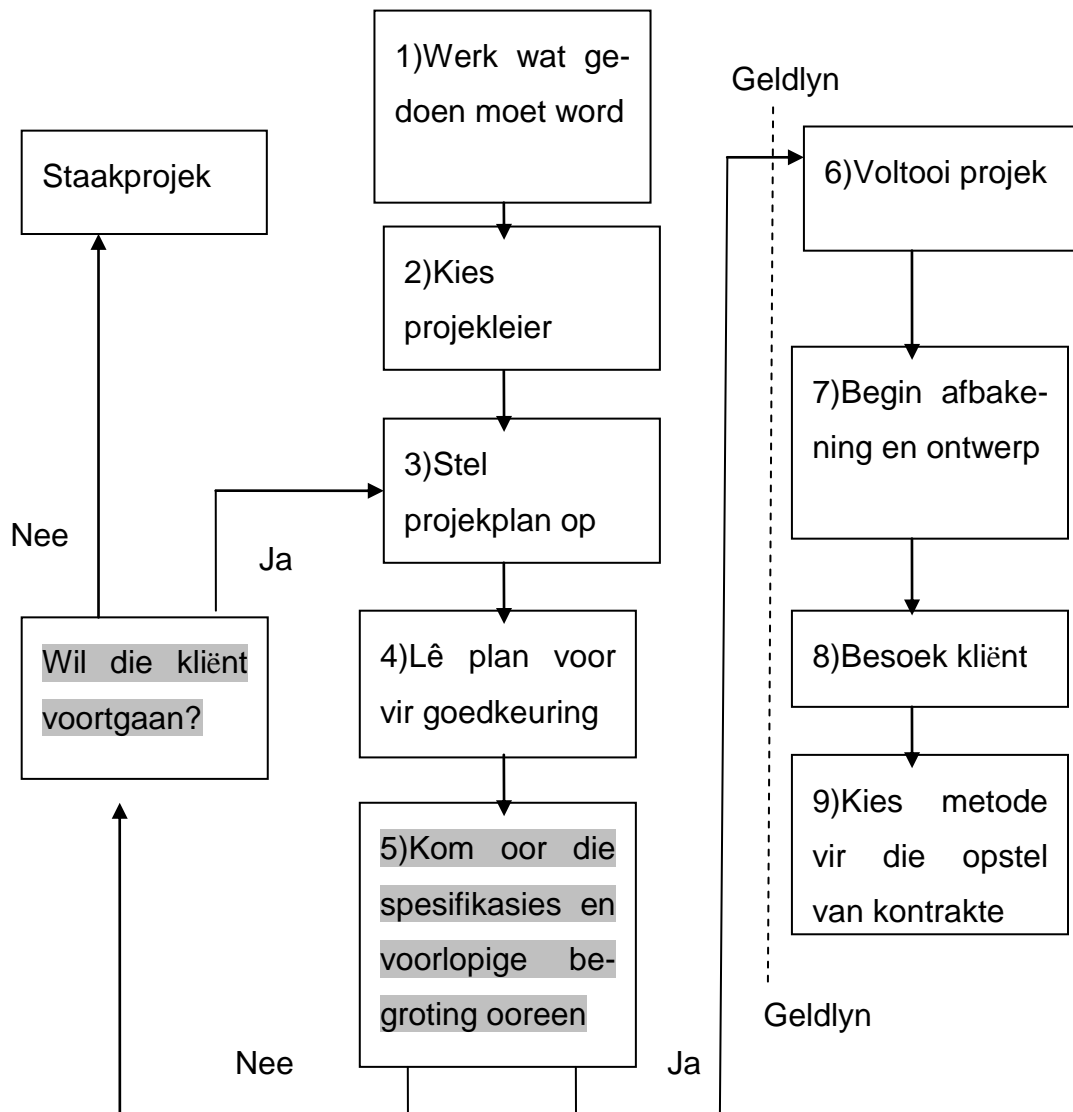 1)Werk wat ge-
doen moet word
Geldlyn
Staakprojek
6)Voltooi projek
2)Kies
projekleier
7)Begin afbake-
ning en ontwerp
3)Stel
projekplan op
Nee
Ja
Wil die kliënt
voortgaan?
4)Lê plan voor
vir goedkeuring
8)Besoek kliënt
5)Kom oor die
spesifikasies en
voorlopige be-
groting ooreen
9)Kies metode
vir die opstel
van kontrakte
Geldlyn
Nee
Ja